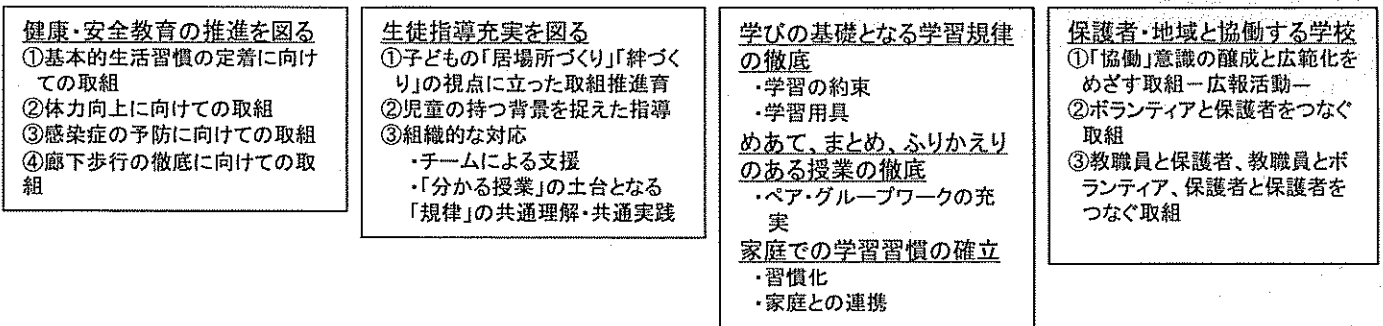 健康・安全教育の推進を図る
①基本的生活習慣の定着に向け
ての取組
②体力向上に向けての取組
③感染症の予防に向けての取組
④廊下歩行の徹底に向けての取
組
生徒指導充実を図る
①子どもの「居場所づくり」「絆づく
り」の視点に立った取組推進育
②児童の持つ背景を捉えた指導
③組織的な対応
・チームによる支援
・「分かる授業」の土台となる
「規律」の共通理解・共通実践
学びの基礎となる学習規律
の徹底
・学習の約束
・学習用具
めあて、まとめ、ふりかえり
のある授業の徹底
・ペア・グループワークの充
実
家庭での学習習慣の確立
・習慣化
・家庭との連携
保護者・地域と協働する学校
①「協働」意識の醸成と広範化を
めざす取組－広報活動－
②ボランティアと保護者をつなぐ
取組
③教職員と保護者、教職員とボ
ランティア、保護者と保護者を
つなぐ取組